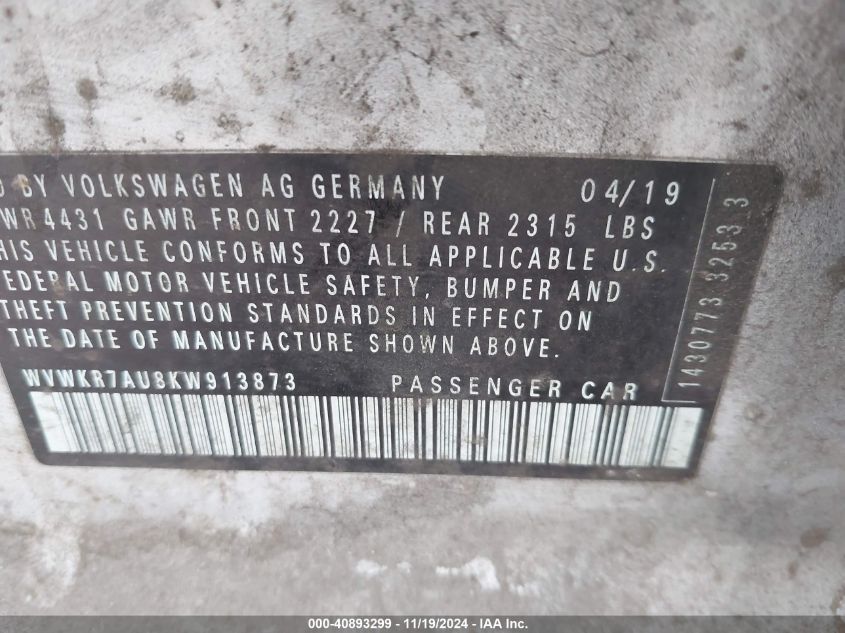 D BY VOLKSWAGEN AG GERMANY 04/19
WR 4431 GAWR FRONT 2227 / REAR 2315 LBS
HIS VEHICLE CONFORMS TO ALL APPLICABLE U.S.
EDERAL MOTOR VEHICLE SAFETY, BUMPER AND
THEFT PREVENTION STANDARDS IN EFFECT ON
THE DATE OF MANUFACTURE SHOWN ABOVE.
WVWKR7AU8KW913873 PASSENGER CAR
1430773 3253 3
000-40893299 - 11/19/2024 - IAA Inc.